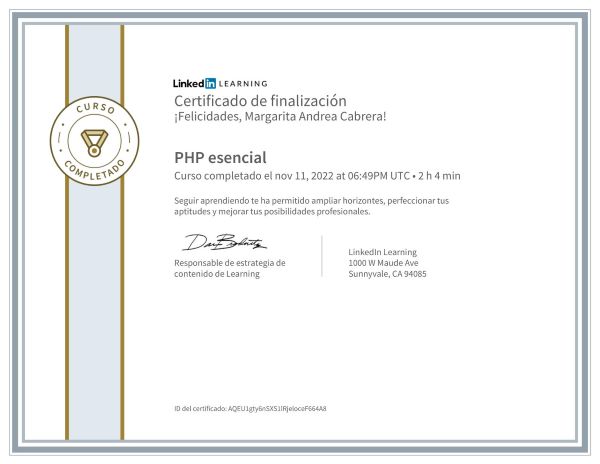 LinkedIn LEARNING
Certificado de finalización
¡Felicidades, Margarita Andrea Cabrera!
CURSO
COMPLETADO
PHP esencial
Curso completado el nov 11, 2022 at 06:49PM UTC • 2 h 4 min
Seguir aprendiendo te ha permitido ampliar horizontes, perfeccionar tus
aptitudes y mejorar tus posibilidades profesionales.
Responsable de estrategia de
contenido de Learning
LinkedIn Learning
1000 W Maude Ave
Sunnyvale, CA 94085
ID del certificado: AQEU1gty6nSXS1lRjeloceF664A8